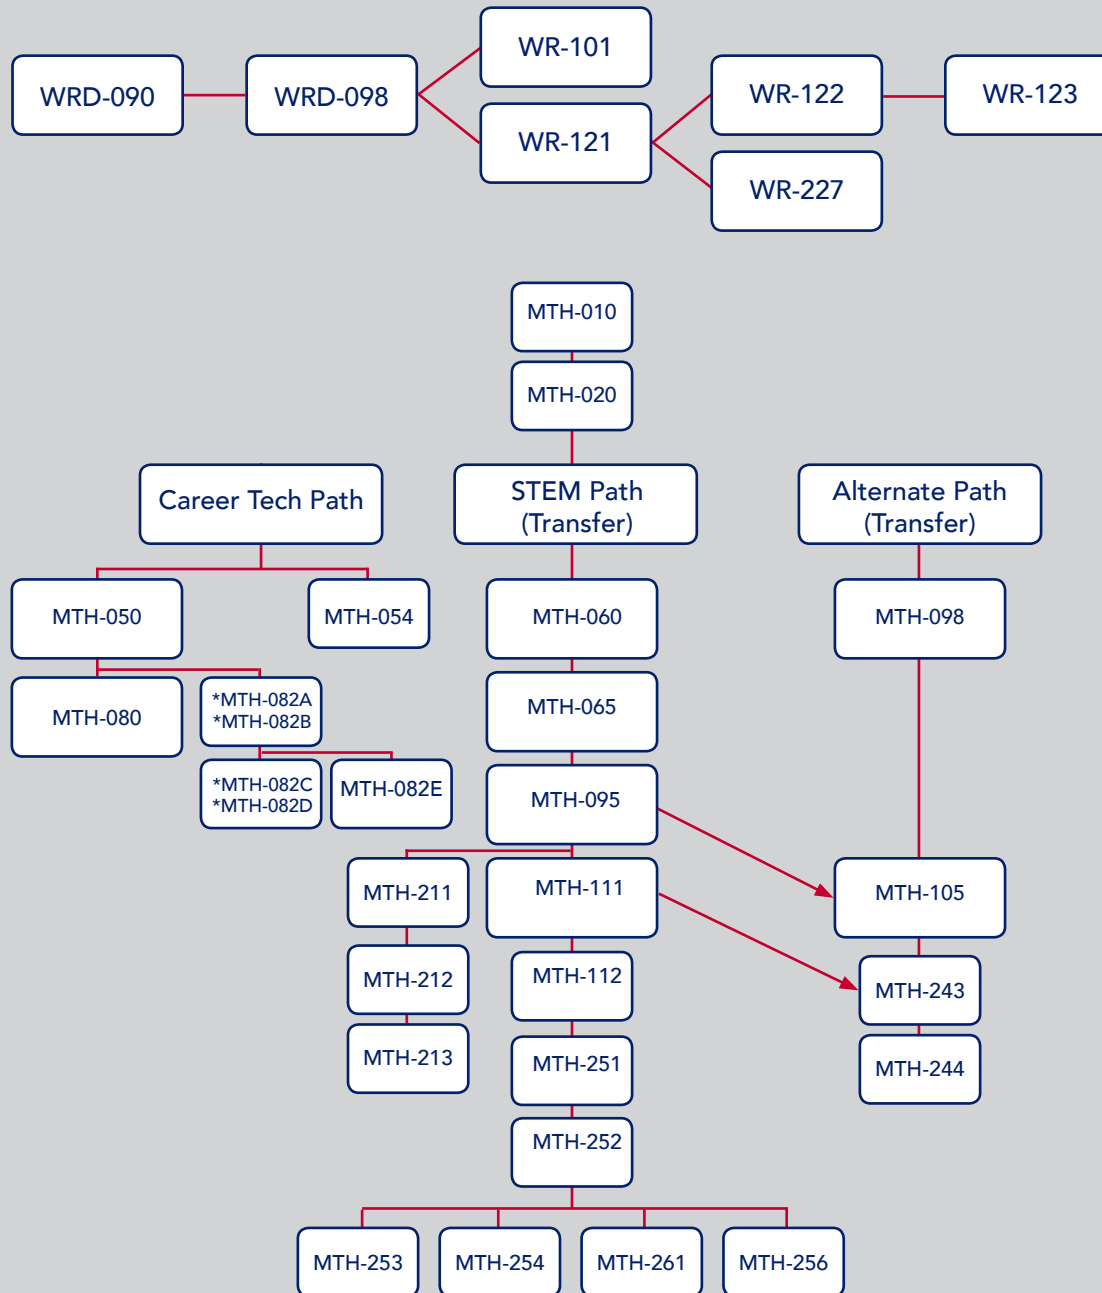 WRD-090
WRD-098
WR-101
WR-121
WR-122
WR-227
WR-123
MTH-010
MTH-020
Career Tech Path
STEM Path
(Transfer)
Alternate Path
(Transfer)
MTH-050
MTH-054
MTH-060
MTH-098
MTH-080
*MTH-082A
*MTH-082B
MTH-065
*MTH-082C
*MTH-082D
MTH-082E
MTH-095
MTH-211
MTH-111
MTH-105
MTH-212
MTH-112
MTH-243
MTH-213
MTH-251
MTH-244
MTH-252
MTH-253
MTH-254
MTH-261
MTH-256